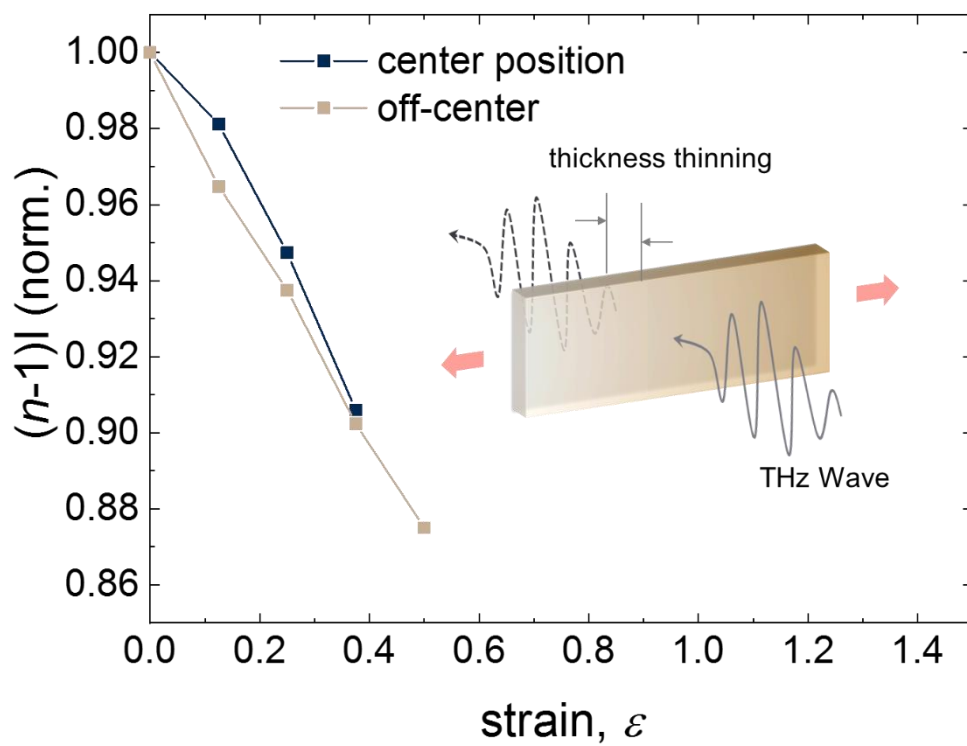 1.00
0.98
0.96
0.94
0.92
0.90
0.88
0.86
(n-1)l (norm.)
center position
off-center
thickness thinning
THz Wave
0.0 0.2 0.4 0.6 0.8 1.0 1.2 1.4
strain, ε